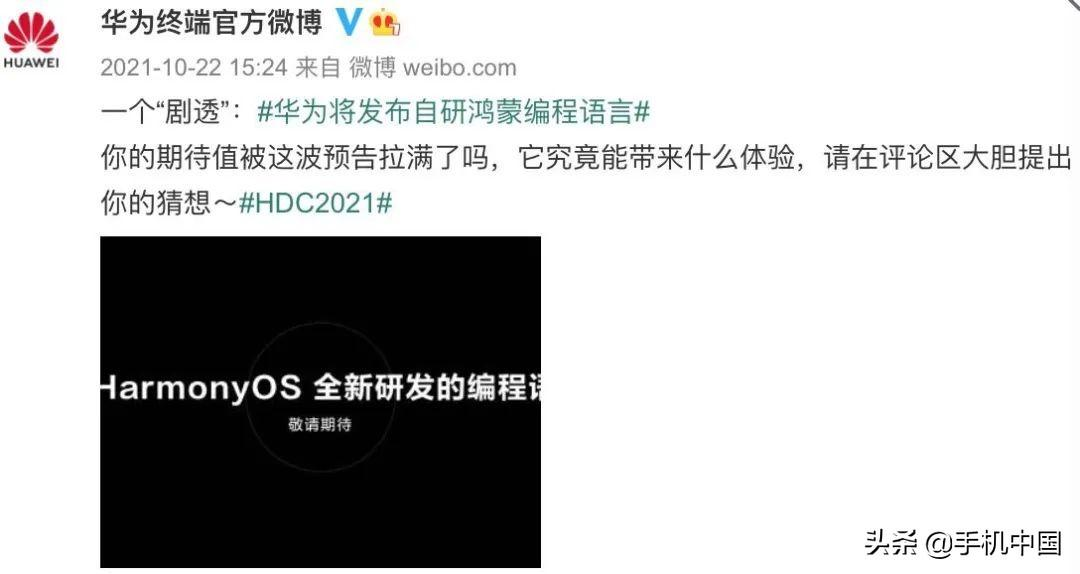 华为终端官方微博
HUAWEI
2021-10-22 15:24 来自 微博 weibo.com
一个“剧透”：#华为将发布自研鸿蒙编程语言#
你的期待值被这波预告拉满了吗，它究竟能带来什么体验，请在评论区大胆提出
你的猜想～#HDC2021#
HarmonyOS 全新研发的编程语
敬请期待
头条 @手机中国